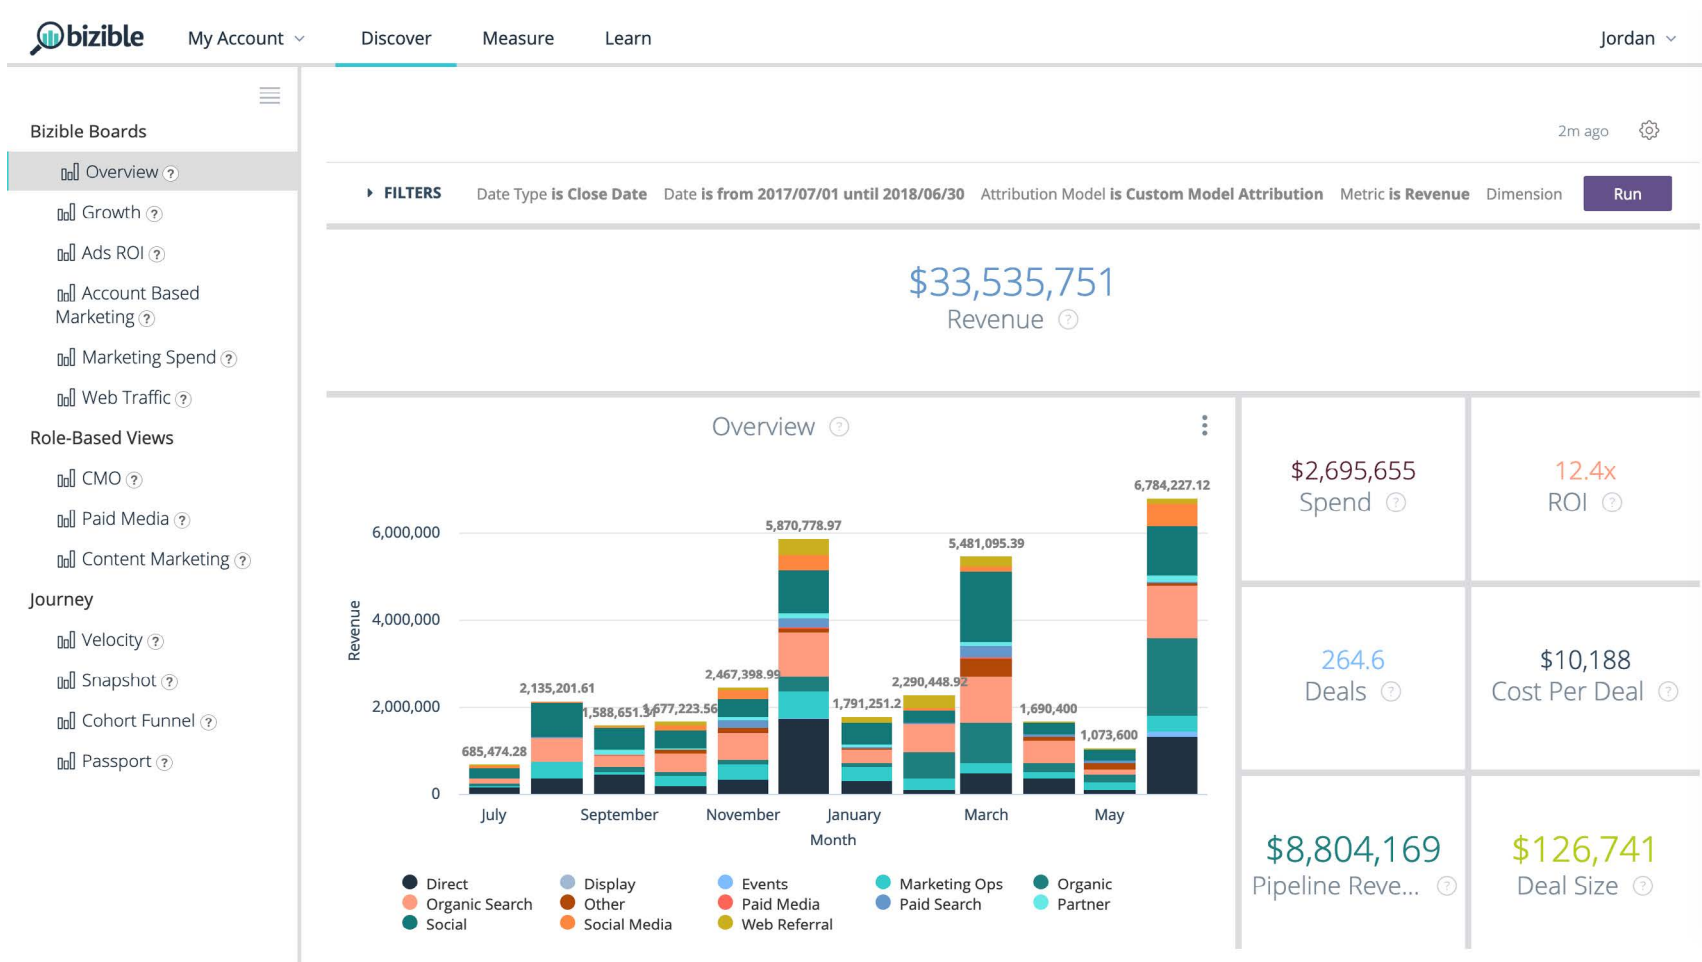 bizible My Account Discover Measure Learn Jordan
Bizible Boards
Overview ?
Growth ?
Ads ROI ?
Account Based
Marketing ?
Marketing Spend ?
Web Traffic ?
Role-Based Views
CMO ?
Paid Media ?
Content Marketing ?
Journey
Velocity ?
Snapshot ?
Cohort Funnel ?
Passport ?
2m ago
FILTERS Date Type is Close Date Date is from 2017/07/01 until 2018/06/30 Attribution Model is Custom Model Attribution Metric is Revenue Dimension Run
$33,535,751
Revenue ?
Overview ?
6,784,227.12
5,870,778.97
5,481,095.39
2,467,398.99
2,290,448.92
2,135,201.61
1,588,651.31
1,677,223.56
1,791,251.2
1,690,400
1,073,600
685,474.28
6,000,000
4,000,000
2,000,000
0
Revenue
July September November January March May
Month
Direct Display Events Marketing Ops Organic
Organic Search Other Paid Media Paid Search Partner
Social Social Media Web Referral
$2,695,655
Spend ?
12.4x
ROI ?
264.6
Deals ?
$10,188
Cost Per Deal ?
$8,804,169
Pipeline Reve... ?
$126,741
Deal Size ?